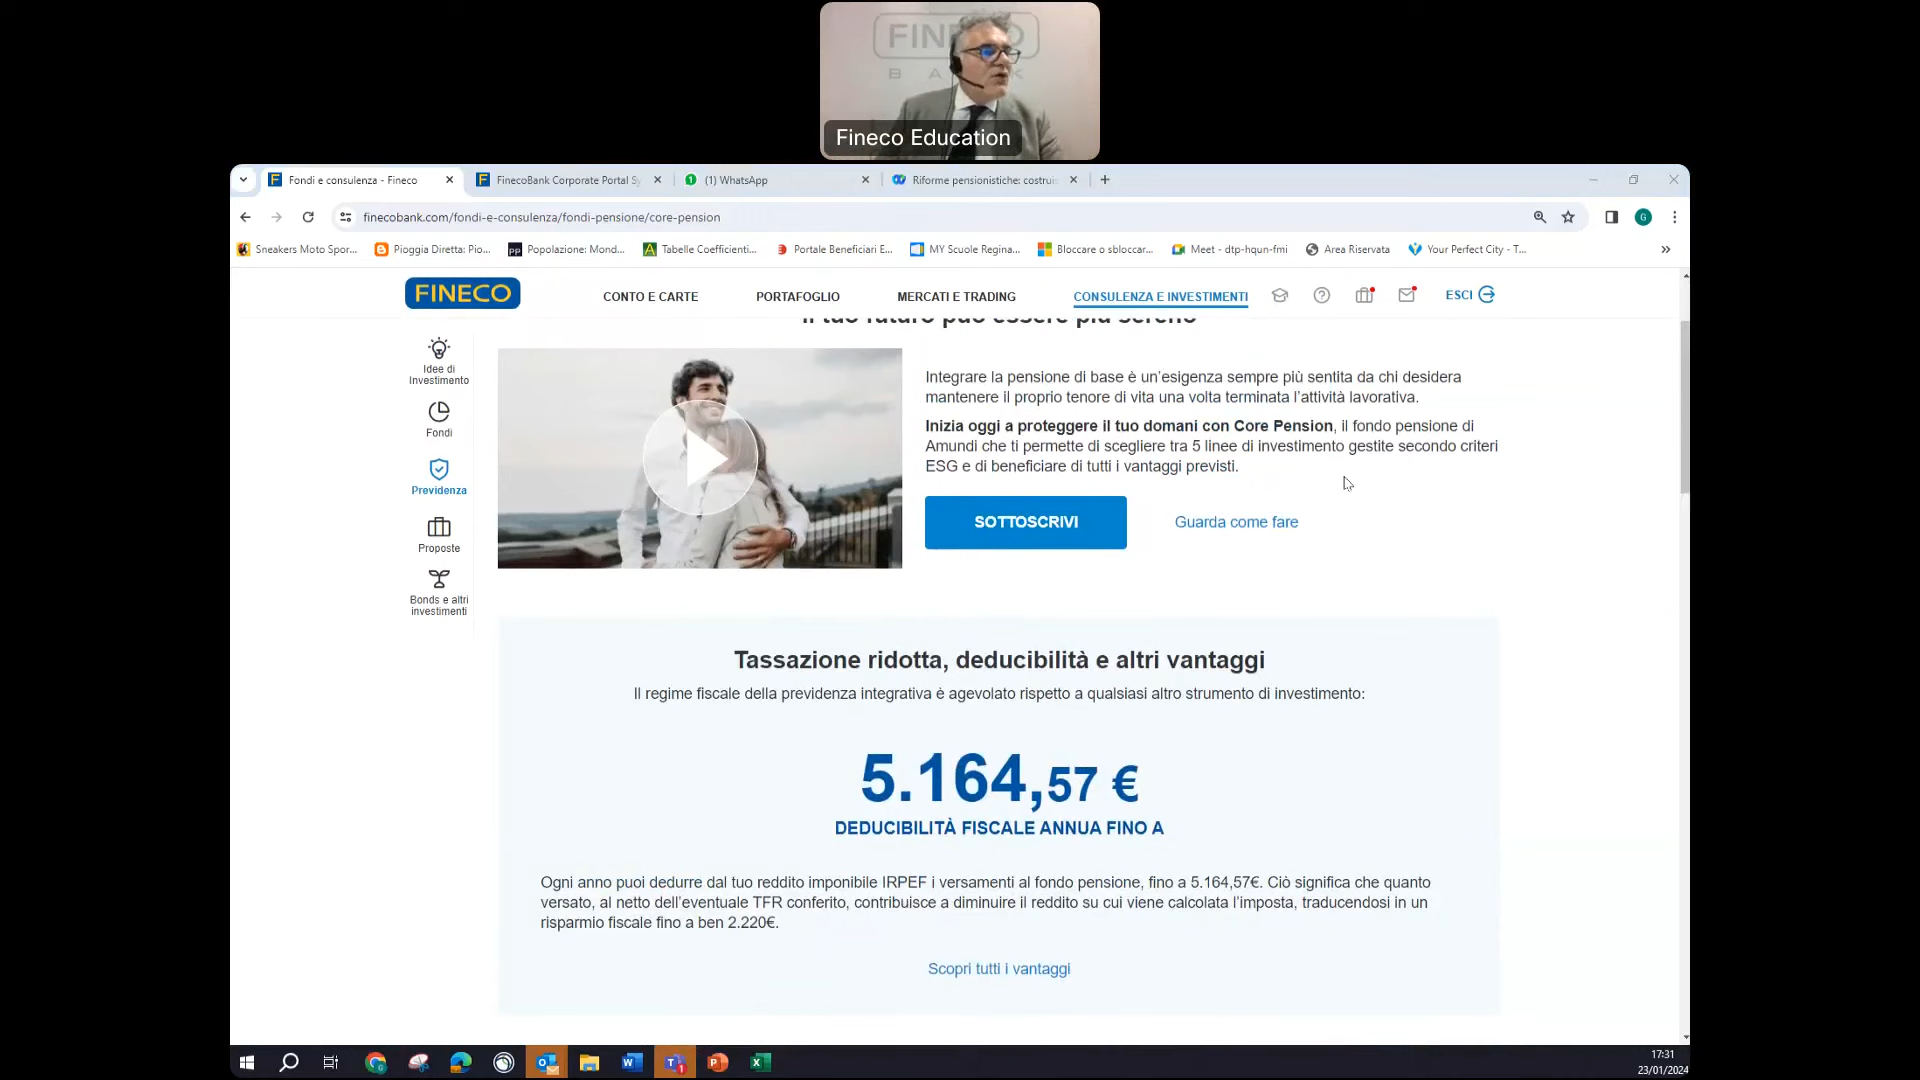 FINECO
BANK
Fineco Education
Fondi e consulenza - Fineco
FinecoBank Corporate Portal Sy
(1) WhatsApp
Riforme pensionistiche: costrui
finecobank.com/fondi-e-consulenza/fondi-pensione/core-pension
G
Sneakers Moto Spor...
Pioggia Diretta: Pio...
Popolazione: Mond...
Tabelle Coefficienti...
Portale Beneficiari E...
MY Scuole Regina...
Bloccare o sbloccar...
Meet - dtp-hqun-fmi
Area Riservata
Your Perfect City - T...
FINECO
CONTO E CARTE
PORTAFOGLIO
MERCATI E TRADING
CONSULENZA E INVESTIMENTI
ESCI
Il tuo futuro può essere più sereno
Idee di
Investimento
Fondi
Previdenza
Proposte
Bonds e altri
investimenti
Integrare la pensione di base è un'esigenza sempre più sentita da chi desidera
mantenere il proprio tenore di vita una volta terminata l'attività lavorativa.
Inizia oggi a proteggere il tuo domani con Core Pension, il fondo pensione di
Amundi che ti permette di scegliere tra 5 linee di investimento gestite secondo criteri
ESG e di beneficiare di tutti i vantaggi previsti.
SOTTOSCRIVI
Guarda come fare
Tassazione ridotta, deducibilità e altri vantaggi
Il regime fiscale della previdenza integrativa è agevolato rispetto a qualsiasi altro strumento di investimento:
5.164,57 €
DEDUCIBILITÀ FISCALE ANNUA FINO A
Ogni anno puoi dedurre dal tuo reddito imponibile IRPEF i versamenti al fondo pensione, fino a 5.164,57€. Ciò significa che quanto
versato, al netto dell'eventuale TFR conferito, contribuisce a diminuire il reddito su cui viene calcolata l'imposta, traducendosi in un
risparmio fiscale fino a ben 2.220€.
Scopri tutti i vantaggi
17:31
23/01/2024